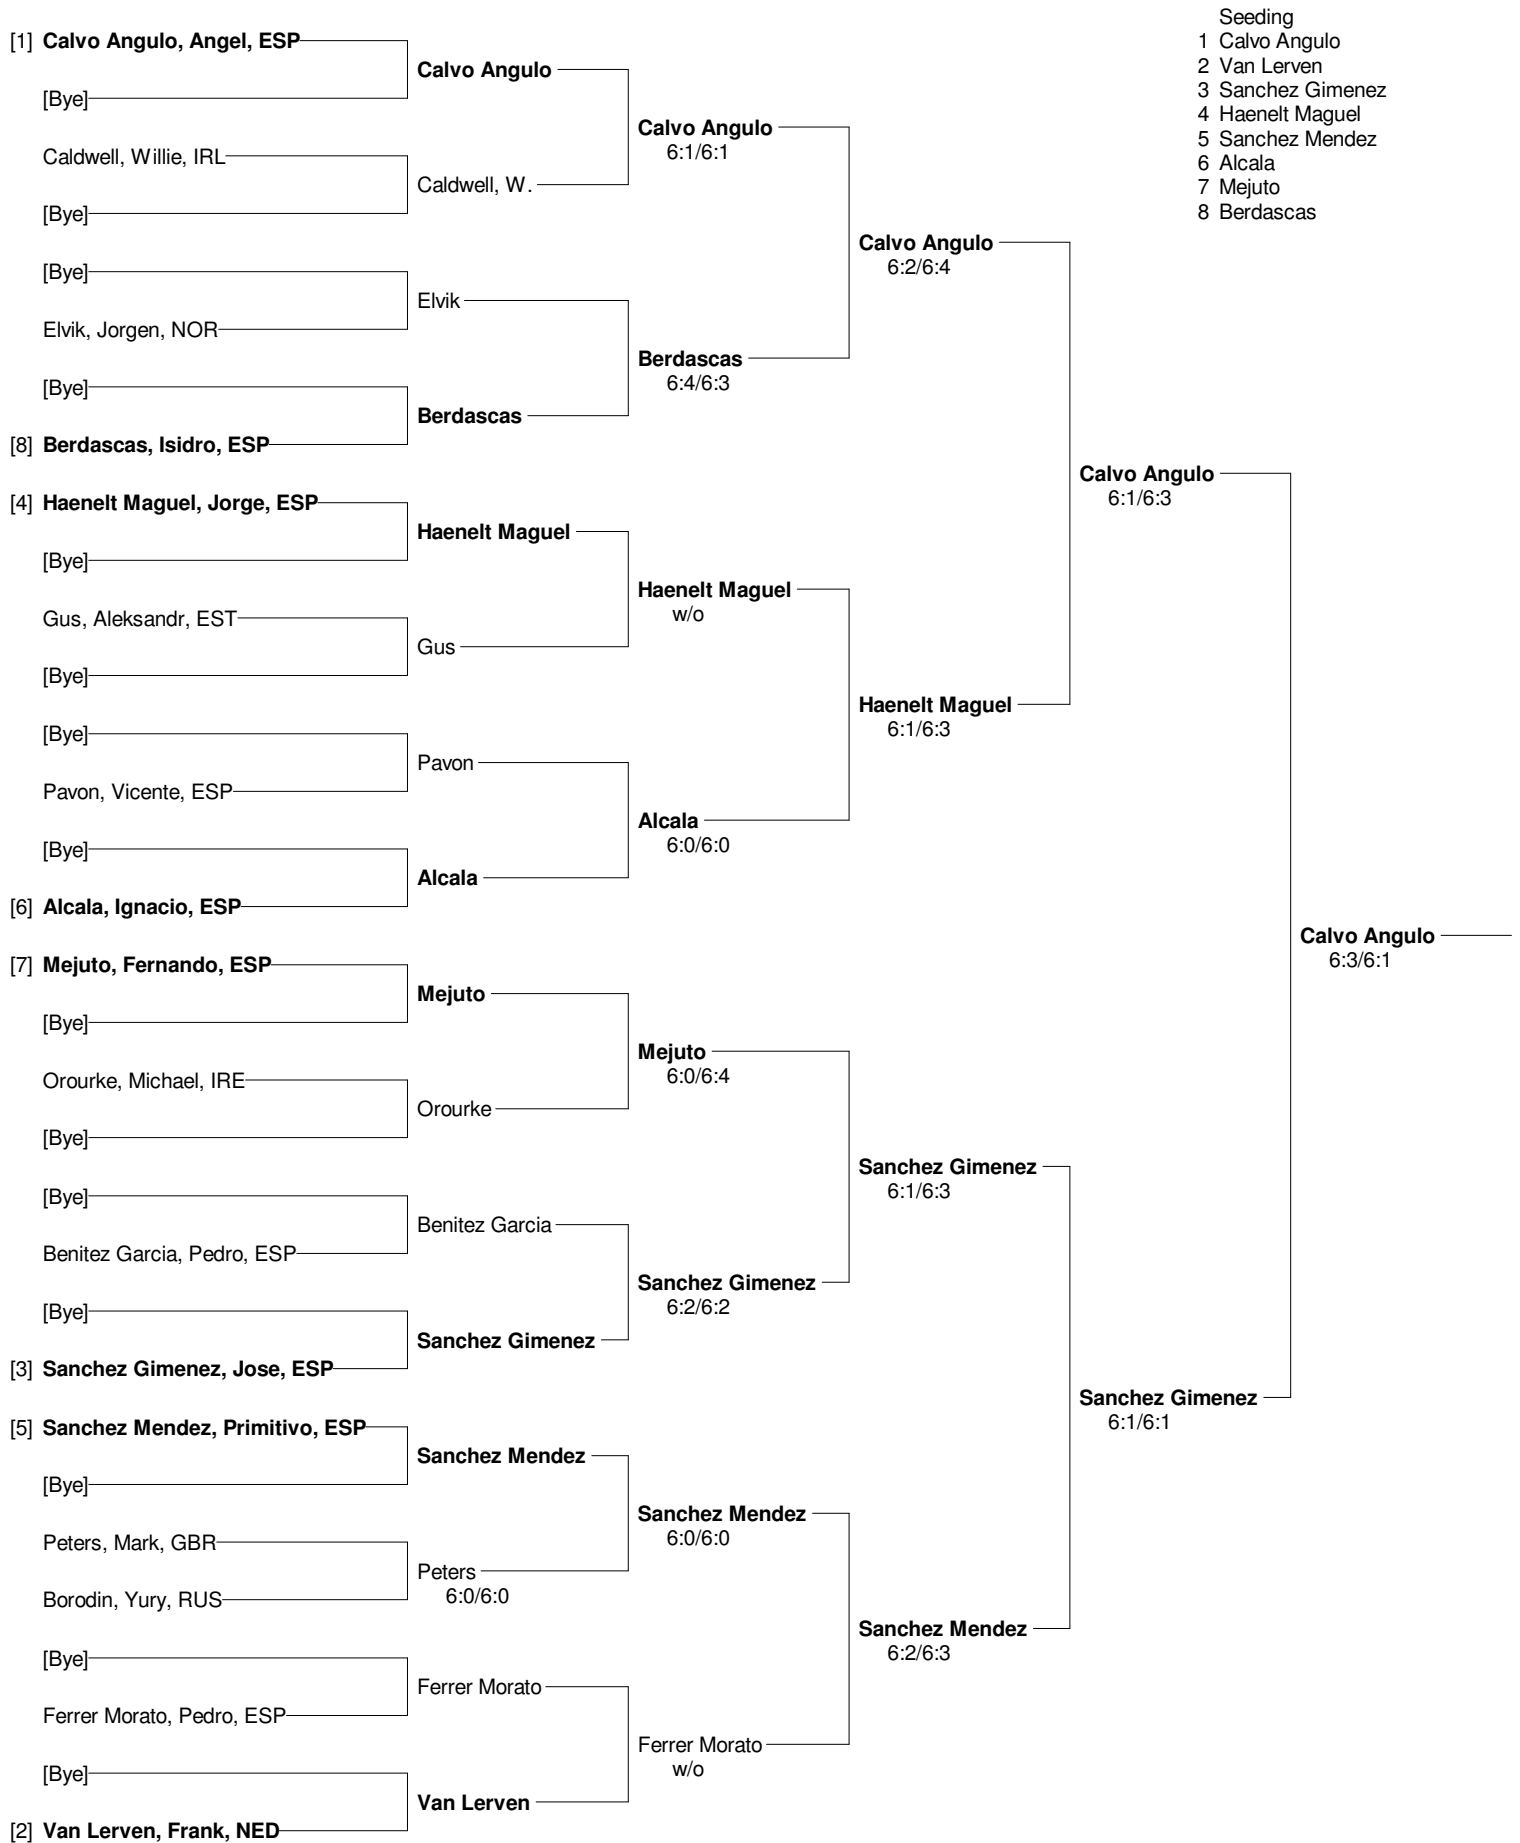 Seeding
1 Calvo Angulo
2 Van Lerven
3 Sanchez Gimenez
4 Haenelt Maguel
5 Sanchez Mendez
6 Alcala
7 Mejuto
8 Berdascas
[1] Calvo Angulo, Angel, ESP
[Bye]
Caldwell, Willie, IRL
[Bye]
[Bye]
Elvik, Jorgen, NOR
[Bye]
[8] Berdascas, Isidro, ESP
[4] Haenelt Maguel, Jorge, ESP
[Bye]
Gus, Aleksandr, EST
[Bye]
[Bye]
Pavon, Vicente, ESP
[Bye]
[6] Alcala, Ignacio, ESP
[7] Mejuto, Fernando, ESP
[Bye]
Orourke, Michael, IRE
[Bye]
[Bye]
Benitez Garcia, Pedro, ESP
[Bye]
[3] Sanchez Gimenez, Jose, ESP
[5] Sanchez Mendez, Primitivo, ESP
[Bye]
Peters, Mark, GBR
Borodin, Yury, RUS
[Bye]
Ferrer Morato, Pedro, ESP
[Bye]
[2] Van Lerven, Frank, NED
Calvo Angulo
Caldwell, W.
Elvik
Berdascas
Haenelt Maguel
Gus
Pavon
Alcala
Mejuto
Orourke
Benitez Garcia
Sanchez Gimenez
Sanchez Mendez
Peters
6:0/6:0
Ferrer Morato
Van Lerven
Calvo Angulo
6:1/6:1
Berdascas
6:4/6:3
Haenelt Maguel
w/o
Alcala
6:0/6:0
Mejuto
6:0/6:4
Sanchez Gimenez
6:2/6:2
Sanchez Mendez
6:0/6:0
Ferrer Morato
w/o
Calvo Angulo
6:2/6:4
Haenelt Maguel
6:1/6:3
Sanchez Gimenez
6:1/6:3
Sanchez Mendez
6:2/6:3
Calvo Angulo
6:1/6:3
Sanchez Gimenez
6:1/6:1
Calvo Angulo
6:3/6:1